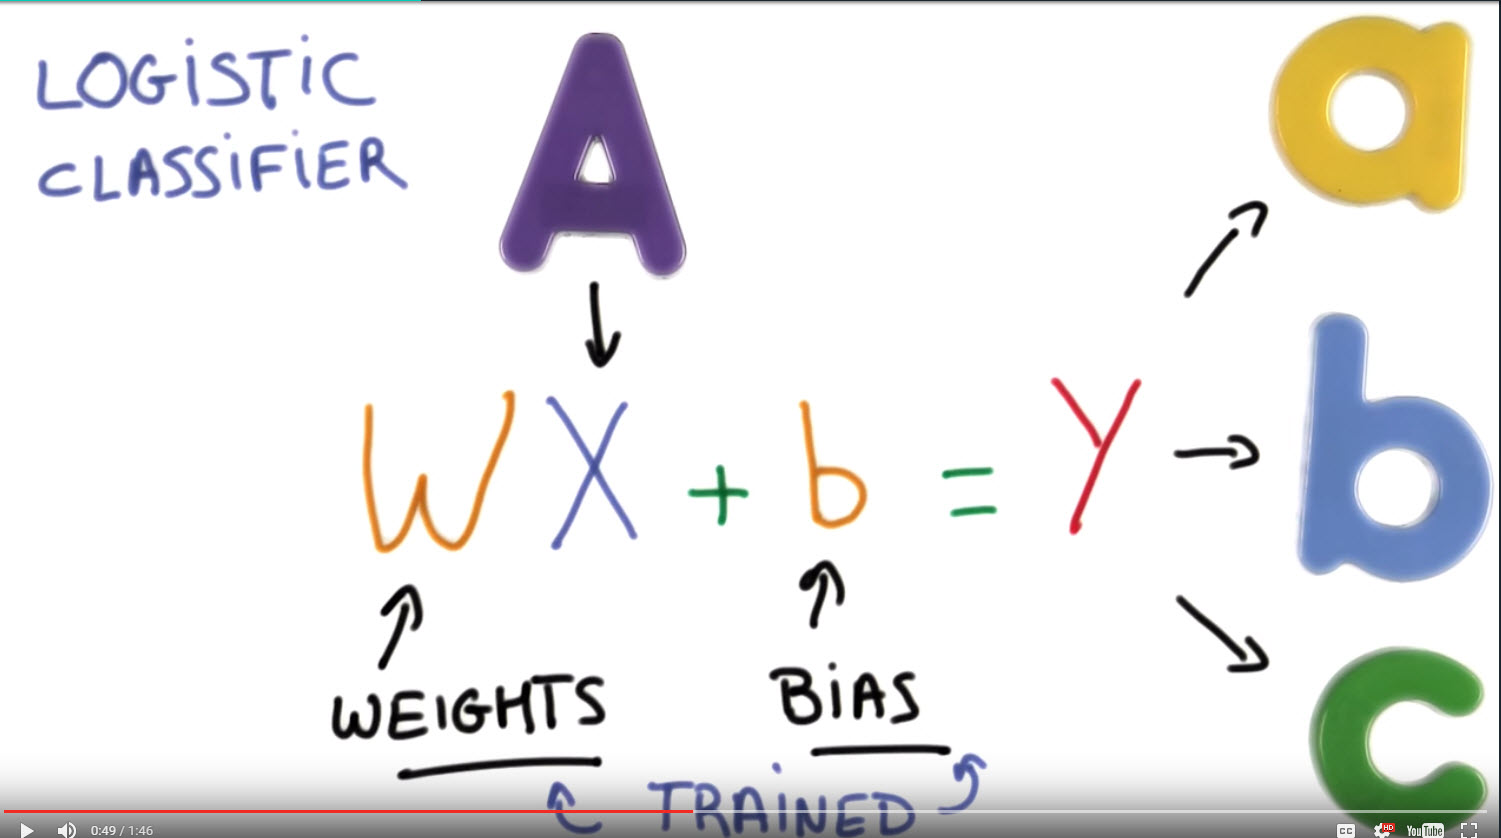 LOGISTIC
CLASSIFIER
A
a
WX + b = Y
b
WEIGHTS
BIAS
c
TRAINED
0:49 / 1:46
CC
HD
YouTube